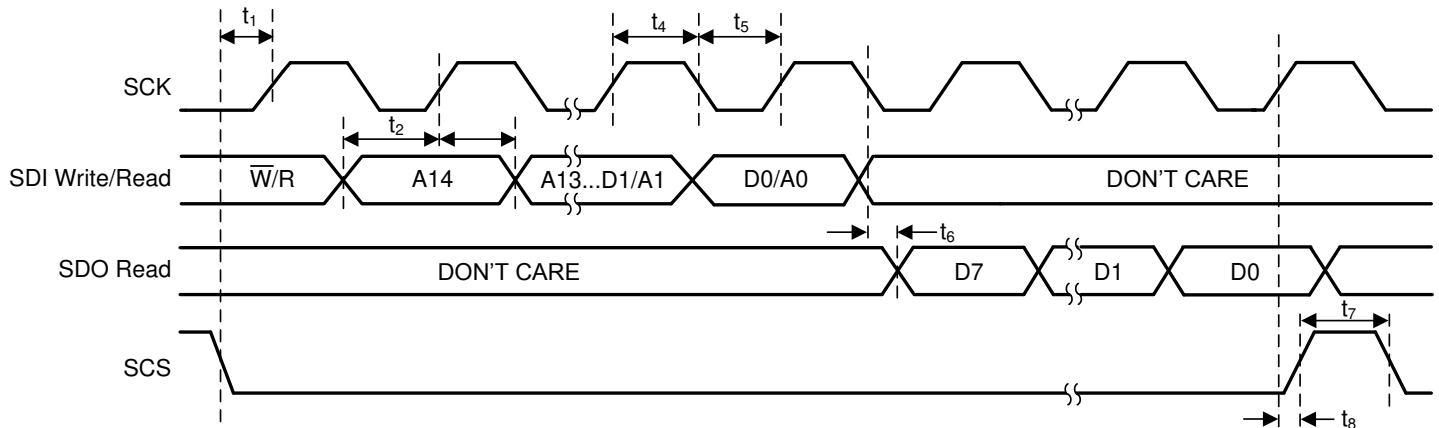 t₁ t₄ t₅
SCK
t₂
SDI Write/Read W̅/R A14 A13...D1/A1 D0/A0 DON'T CARE
t₆
SDO Read DON'T CARE D7 D1 D0
t₇
SCS
t₈